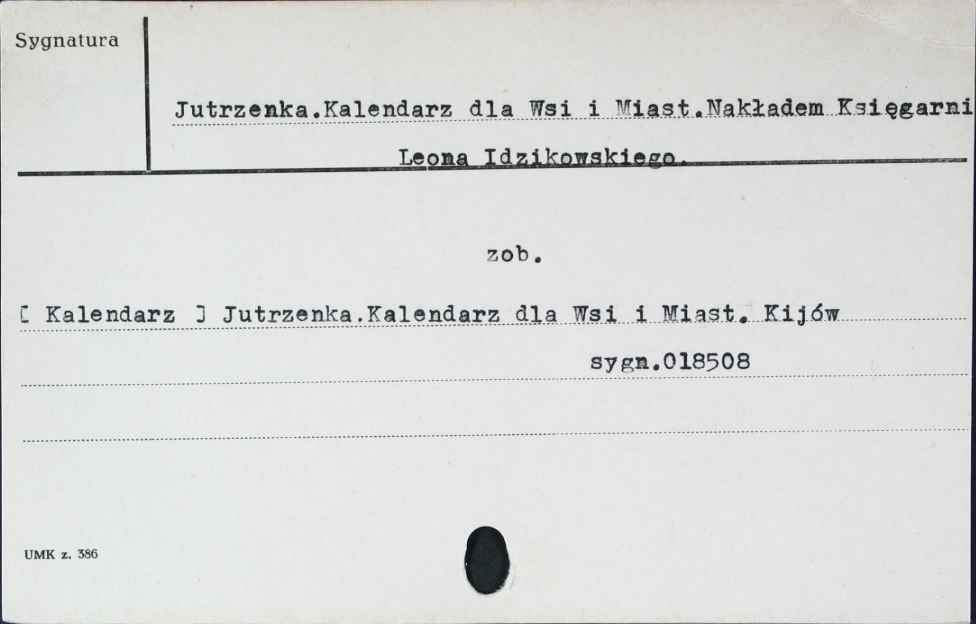 Sygnatura
Jutrzenka.Kalendarz dla Wsi i Miast.Nakładem Księgarni
Leona Idzikowskiego.
zob.
[ Kalendarz ] Jutrzenka.Kalendarz dla Wsi i Miast. Kijów
sygn.018508
UMK z. 386